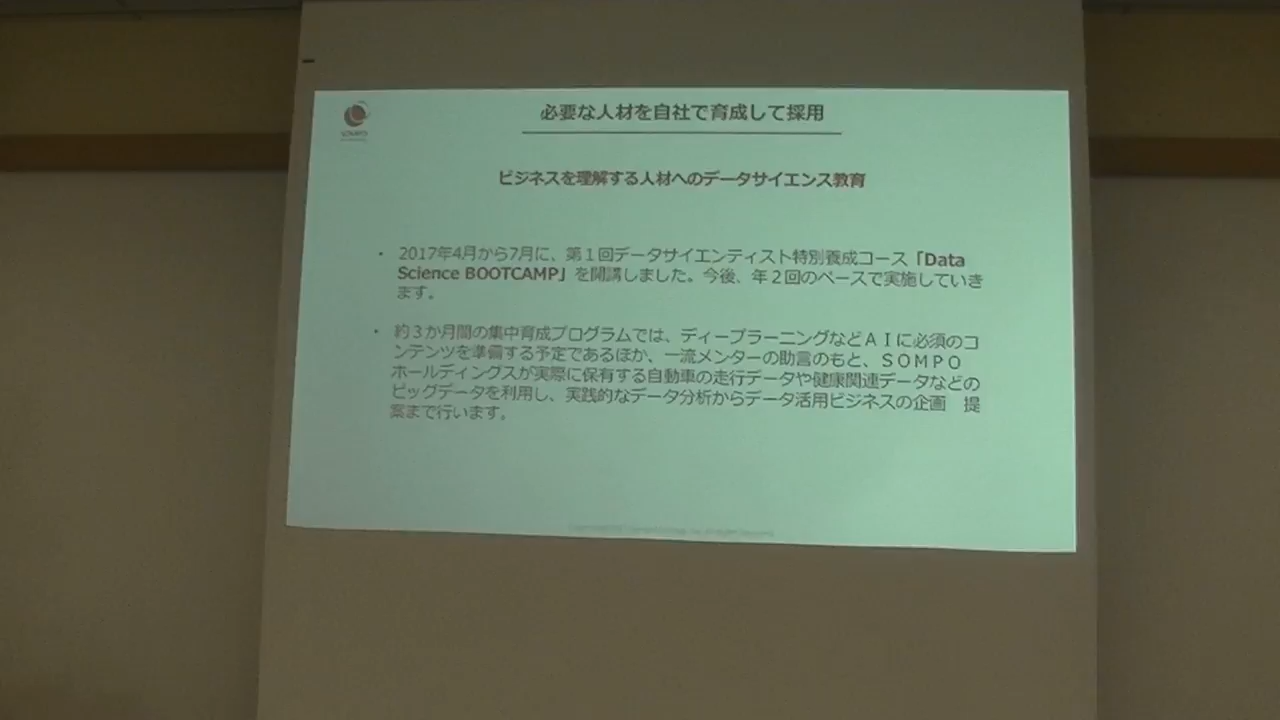 SOMPO
必要な人材を自社で育成して採用
ビジネスを理解する人材へのデータサイエンス教育
・ 2017年4月から7月に、第１回データサイエンティスト特別養成コース「Data
Science BOOTCAMP」を開講しました。今後、年２回のペースで実施していき
ます。
・ 約３か月間の集中育成プログラムでは、ディープラーニングなどＡＩに必須のコ
ンテンツを準備する予定であるほか、一流メンターの助言のもと、ＳＯＭＰＯ
ホールディングスが実際に保有する自動車の走行データや健康関連データなどの
ビッグデータを利用し、実践的なデータ分析からデータ活用ビジネスの企画　提
案まで行います。